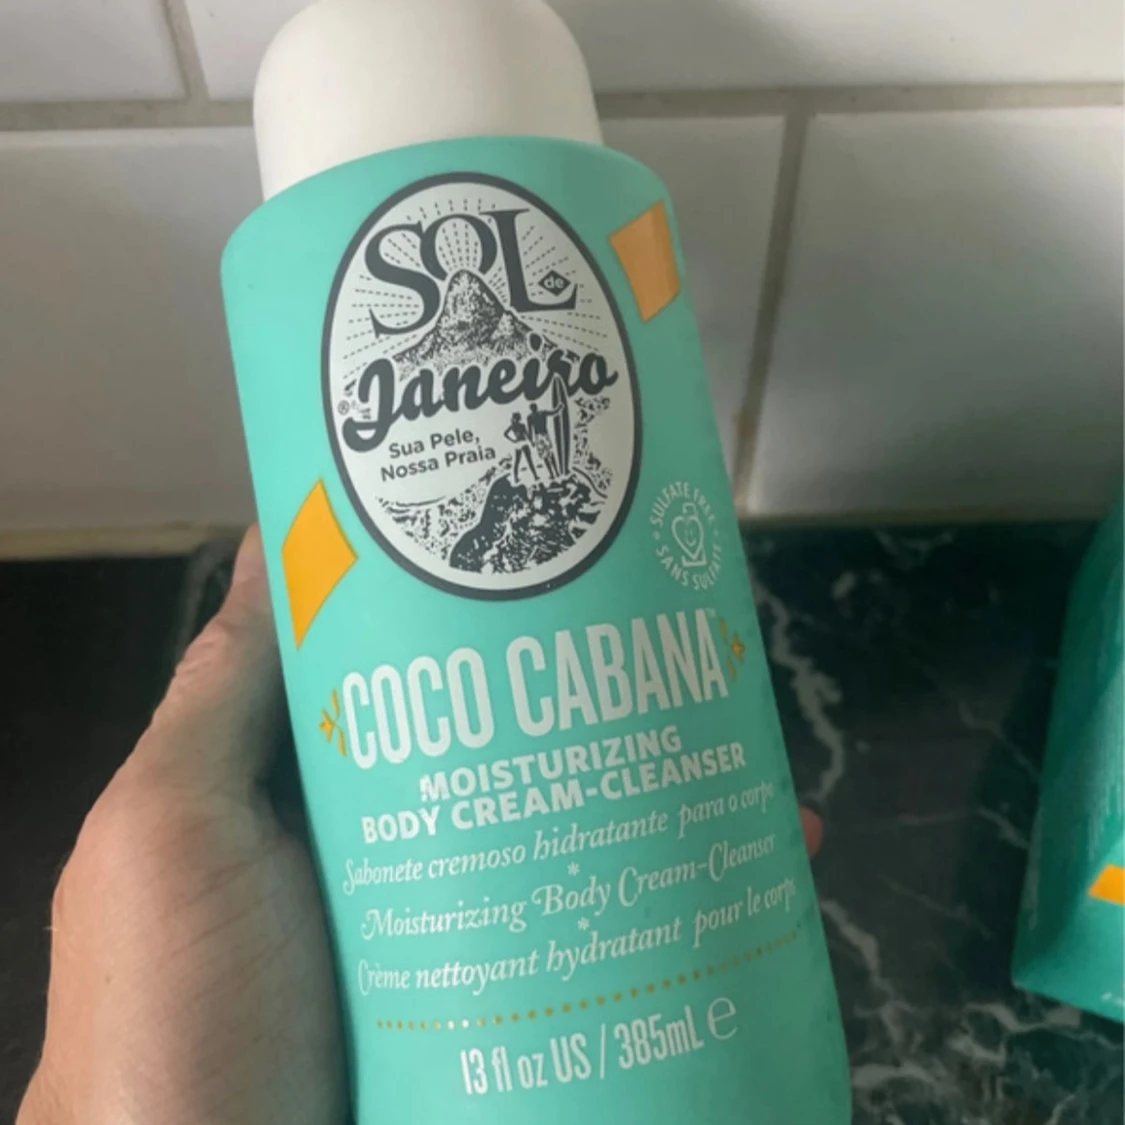 SOL de
Janeiro
®
Sua Pele,
Nossa Praia
SULFATE FREE
SANS SULFATE
COCO CABANA™
MOISTURIZING
BODY CREAM-CLEANSER
Sabonete cremoso hidratante para o corpo
*
Moisturizing Body Cream-Cleanser
*
Crème nettoyant hydratant pour le corps
13 fl oz US / 385mL ℮